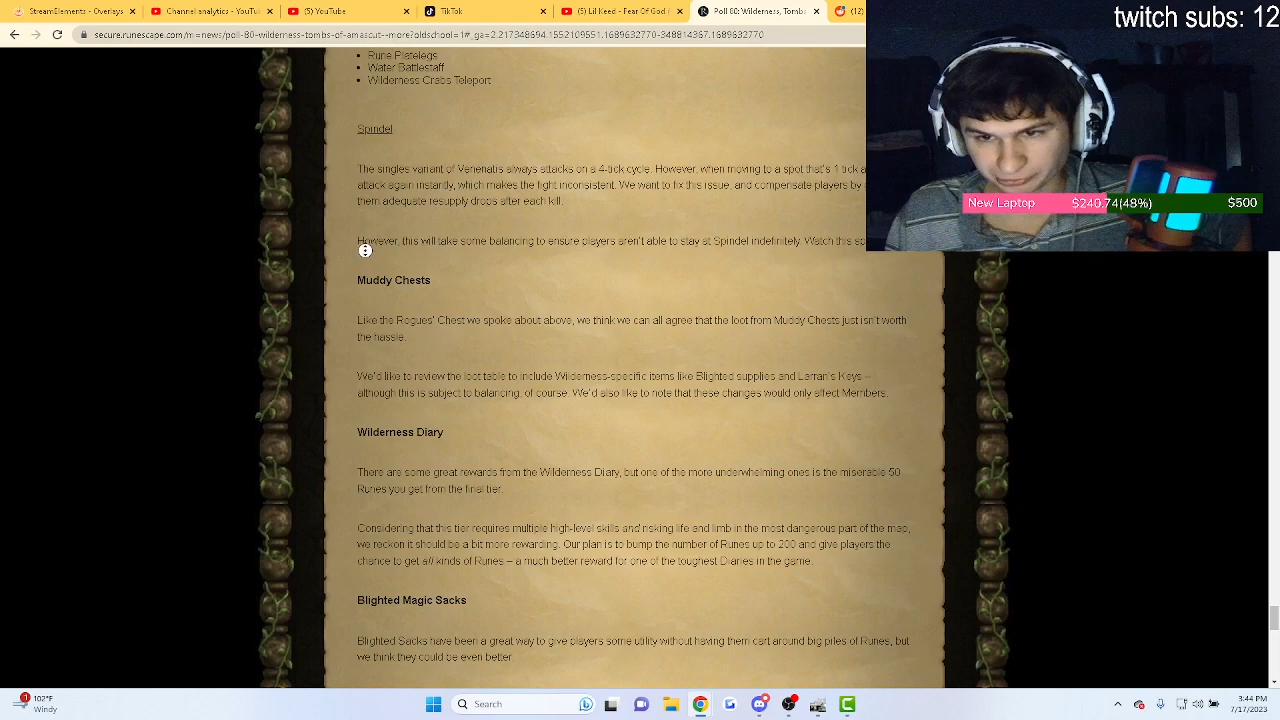 StreamElements - Overlays
(5) YouTube
TikTok
(5) Lil Keed - Fear of God (
Poll 80: Wilderness, Tombs
(12)
twitch subs: 12
secure.runescape.com/m=news/poll-80-wilderness-tombs-of-amascut--more?oldschool=1#_ga=2.217348694.1552109551.1689632770-348814367.1689632770
Rune Platelegs
Water Battlestaff
Wilderness Crabs Teleport
Spindel
The singles variant of Venenatis always attacks on a 4-tick cycle. However, when moving to a spot that's 1 tick a
attack again instantly, which makes the fight inconsistent. We want to fix this issue, and compensate players by
them adequate resupply drops after each kill.
New Laptop $240.74(48%) $500
However, this will take some balancing to ensure players aren't able to stay at Spindel indefinitely. Watch this sp
Muddy Chests
Like the Rogues' Chest we spoke about above, we think we can all agree that the loot from Muddy Chests just isn't worth
the hassle.
We'd like to review the loot table to include Wilderness-specific items like Blighted supplies and Larran's Keys –
although this is subject to balancing, of course. We'd also like to note that these changes would only affect Members.
Wilderness Diary
There are some great rewards from the Wilderness Diary, but one of the more underwhelming ones is the miserable 50
Runes you get from the final tier.
Considering that this tier requires multiple high-level skills and risking life and limb in the most dangerous part of the map,
we reckon it should be a bit more rewarding. Our plan is to bump the number of Runes up to 200 and give players the
chance to get all kinds of Runes – a much better reward for one of the toughest Diaries in the game.
Blighted Magic Sacks
Blighted Sacks have been a great way to give players some utility without having them cart around big piles of Runes, but
we think they could be even better.
1
102°F
Windy
Search
3:44 PM
7/17/2023